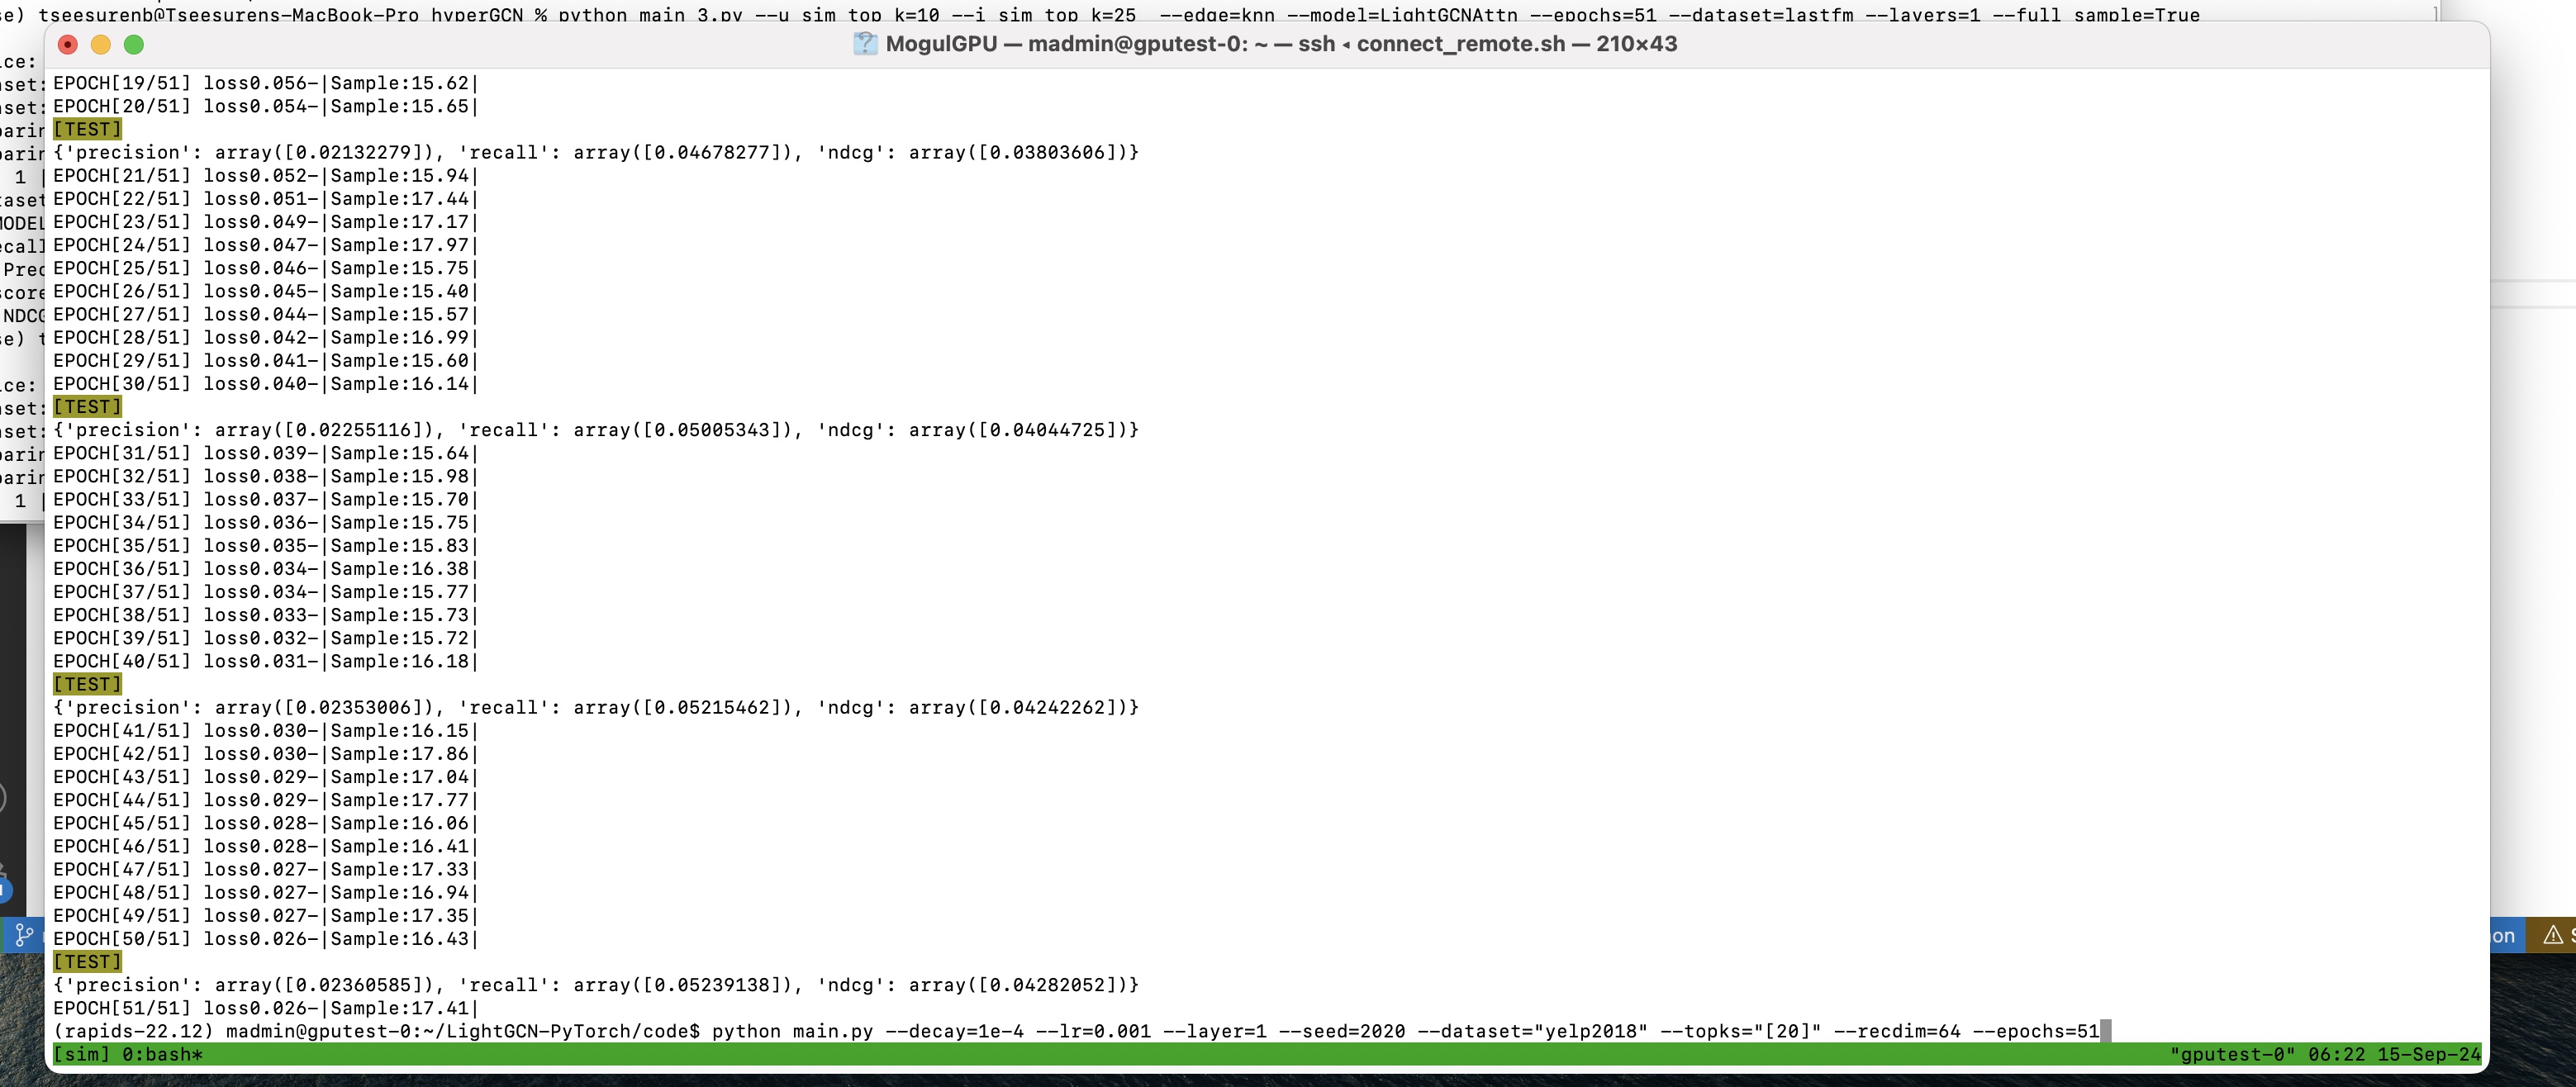 se) tseesurenb@Tseesurens-MacBook-Pro hyperGCN % python main_3.py --u_sim_top_k=10 --i_sim_top_k=25  --edge=knn --model=LightGCNAttn --epochs=51 --dataset=lastfm --layers=1 --full_sample=True
MogulGPU — madmin@gputest-0: ~ — ssh ◂ connect_remote.sh — 210×43
EPOCH[19/51] loss0.056-|Sample:15.62|
EPOCH[20/51] loss0.054-|Sample:15.65|
[TEST]
{'precision': array([0.02132279]), 'recall': array([0.04678277]), 'ndcg': array([0.03803606])}
EPOCH[21/51] loss0.052-|Sample:15.94|
EPOCH[22/51] loss0.051-|Sample:17.44|
EPOCH[23/51] loss0.049-|Sample:17.17|
EPOCH[24/51] loss0.047-|Sample:17.97|
EPOCH[25/51] loss0.046-|Sample:15.75|
EPOCH[26/51] loss0.045-|Sample:15.40|
EPOCH[27/51] loss0.044-|Sample:15.57|
EPOCH[28/51] loss0.042-|Sample:16.99|
EPOCH[29/51] loss0.041-|Sample:15.60|
EPOCH[30/51] loss0.040-|Sample:16.14|
[TEST]
{'precision': array([0.02255116]), 'recall': array([0.05005343]), 'ndcg': array([0.04044725])}
EPOCH[31/51] loss0.039-|Sample:15.64|
EPOCH[32/51] loss0.038-|Sample:15.98|
EPOCH[33/51] loss0.037-|Sample:15.70|
EPOCH[34/51] loss0.036-|Sample:15.75|
EPOCH[35/51] loss0.035-|Sample:15.83|
EPOCH[36/51] loss0.034-|Sample:16.38|
EPOCH[37/51] loss0.034-|Sample:15.77|
EPOCH[38/51] loss0.033-|Sample:15.73|
EPOCH[39/51] loss0.032-|Sample:15.72|
EPOCH[40/51] loss0.031-|Sample:16.18|
[TEST]
{'precision': array([0.02353006]), 'recall': array([0.05215462]), 'ndcg': array([0.04242262])}
EPOCH[41/51] loss0.030-|Sample:16.15|
EPOCH[42/51] loss0.030-|Sample:17.86|
EPOCH[43/51] loss0.029-|Sample:17.04|
EPOCH[44/51] loss0.029-|Sample:17.77|
EPOCH[45/51] loss0.028-|Sample:16.06|
EPOCH[46/51] loss0.028-|Sample:16.41|
EPOCH[47/51] loss0.027-|Sample:17.33|
EPOCH[48/51] loss0.027-|Sample:16.94|
EPOCH[49/51] loss0.027-|Sample:17.35|
EPOCH[50/51] loss0.026-|Sample:16.43|
[TEST]
{'precision': array([0.02360585]), 'recall': array([0.05239138]), 'ndcg': array([0.04282052])}
EPOCH[51/51] loss0.026-|Sample:17.41|
(rapids-22.12) madmin@gputest-0:~/LightGCN-PyTorch/code$ python main.py --decay=1e-4 --lr=0.001 --layer=1 --seed=2020 --dataset="yelp2018" --topks="[20]" --recdim=64 --epochs=51
[sim] 0:bash* "gputest-0" 06:22 15-Sep-24